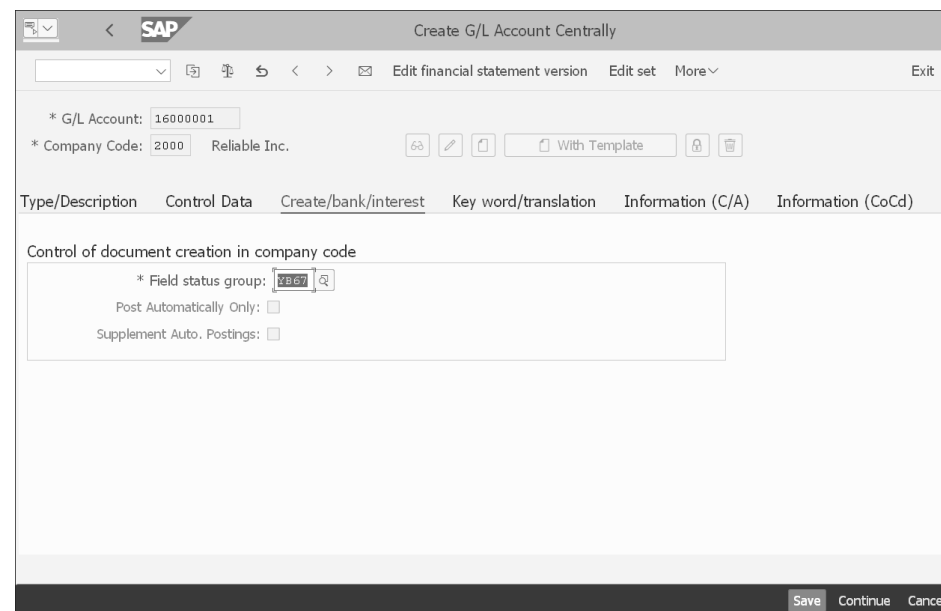 SAP Create G/L Account Centrally
Edit financial statement version Edit set More Exit
* G/L Account: 16000001
* Company Code: 2000 Reliable Inc. With Template
Type/Description Control Data Create/bank/interest Key word/translation Information (C/A) Information (CoCd)
Control of document creation in company code
* Field status group: YB67
Post Automatically Only:
Supplement Auto. Postings:
Save Continue Cance